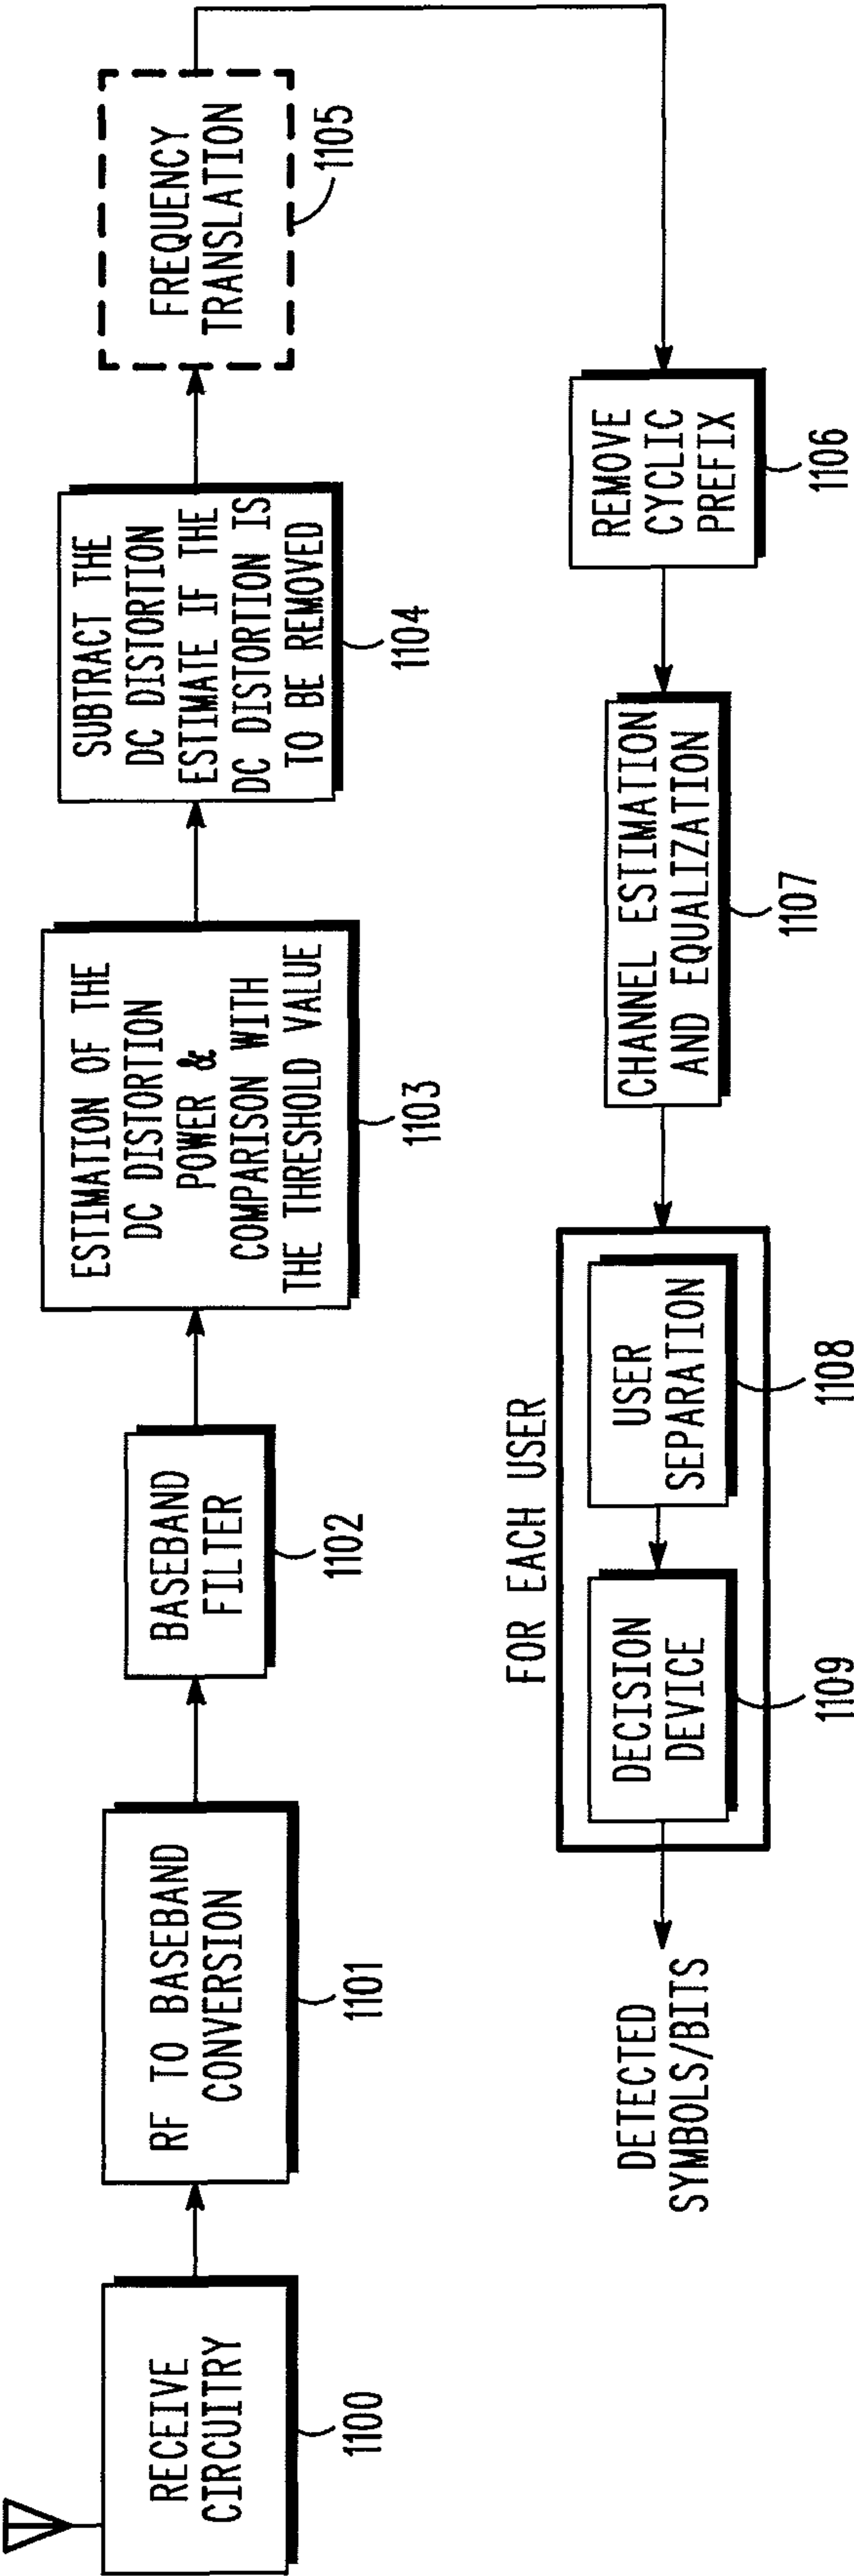 RECEIVE
CIRCUITRY
1100
RF TO BASEBAND
CONVERSION
1101
BASEBAND
FILTER
1102
ESTIMATION OF THE
DC DISTORTION
POWER &
COMPARISON WITH
THE THRESHOLD VALUE
1103
SUBTRACT THE
DC DISTORTION
ESTIMATE IF THE
DC DISTORTION IS
TO BE REMOVED
1104
FREQUENCY
TRANSLATION
1105
REMOVE
CYCLIC
PREFIX
1106
CHANNEL ESTIMATION
AND EQUALIZATION
1107
FOR EACH USER
USER
SEPARATION
1108
DECISION
DEVICE
1109
DETECTED
SYMBOLS/BITS